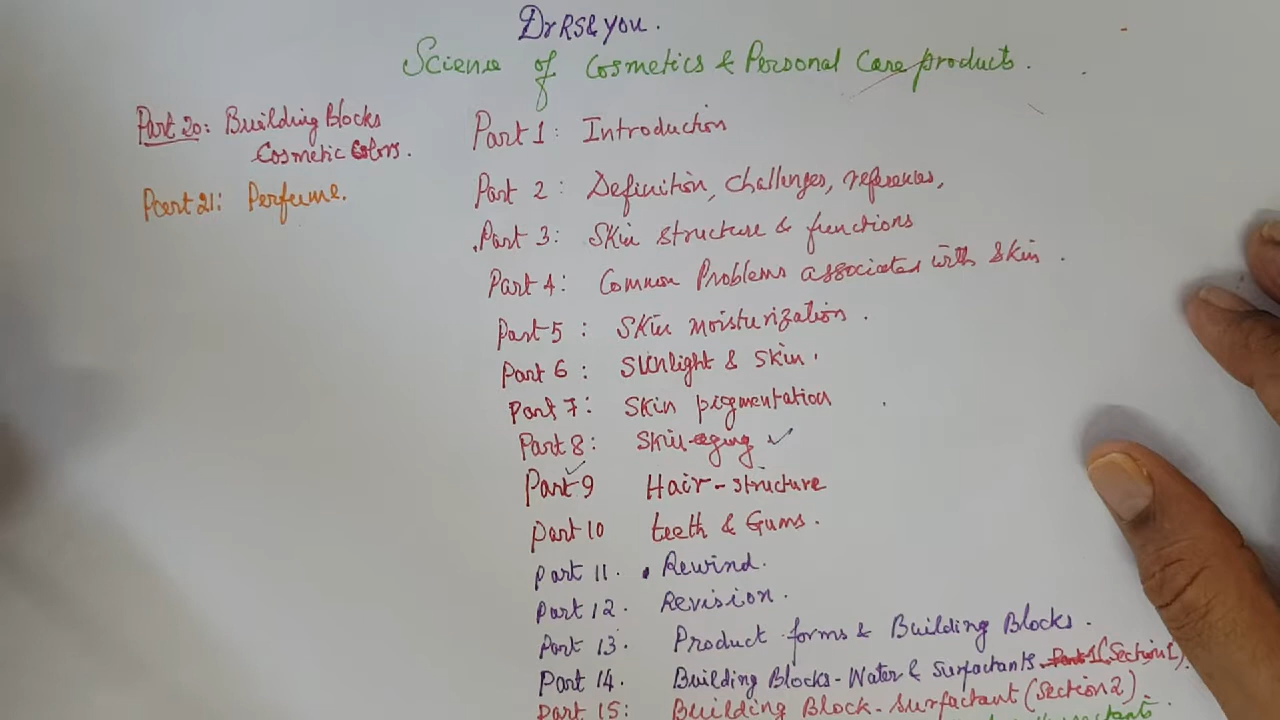 Dr RS & you.
Science of Cosmetics & Personal Care products.
Part 20: Building Blocks
Cosmetic Colors.
Part 21: Perfume.
Part 1: Introduction
Part 2: Definition, challenges, references,
Part 3: Skin structure & functions
Part 4: Common Problems associated with Skin.
Part 5: Skin moisturization.
Part 6: Sunlight & Skin.
Part 7: Skin pigmentation
Part 8: Skin-aging
Part 9 Hair-structure
Part 10 teeth & Gums.
Part 11. Rewind.
Part 12. Revision.
Part 13. Product forms & Building Blocks.
Part 14. Building Blocks-Water & Surfactants. Part 1 (Section 1).
Part 15: Building Block-Surfactant (Section 2).